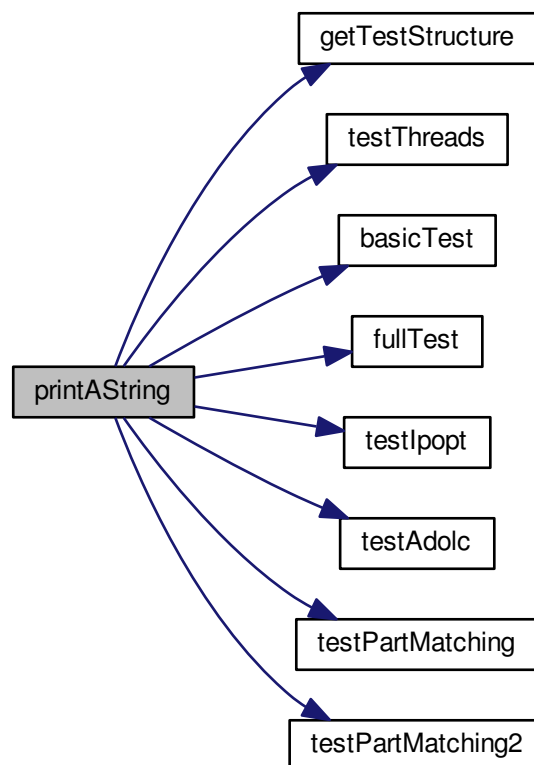 getTestStructure
testThreads
basicTest
fullTest
printAString
testIpopt
testAdolc
testPartMatching
testPartMatching2